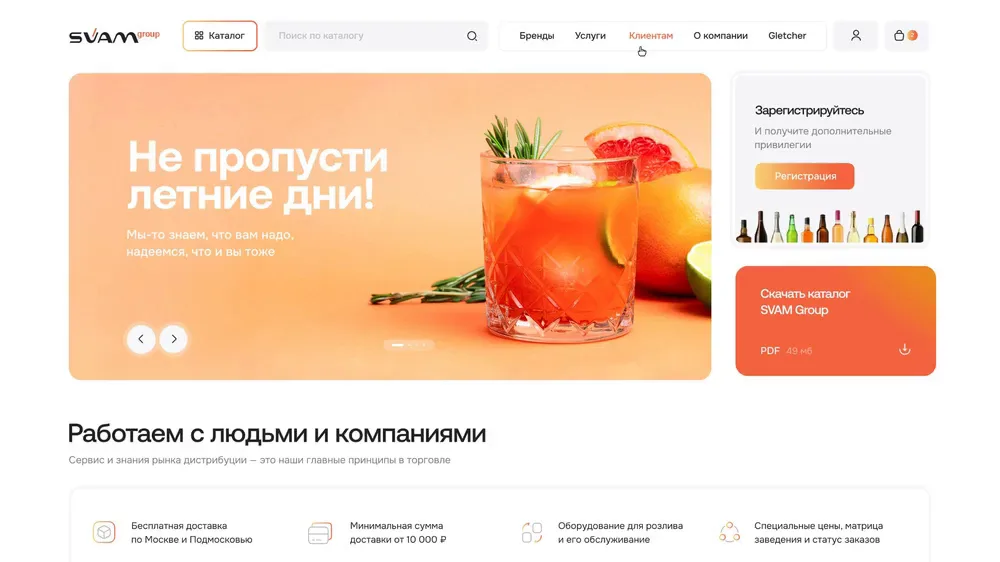 SVAM group
Каталог
Поиск по каталогу
Бренды
Услуги
Клиентам
О компании
Gletcher
Не пропусти
летние дни!
Мы-то знаем, что вам надо,
надеемся, что и вы тоже
Зарегистрируйтесь
И получите дополнительные
привилегии
Регистрация
Скачать каталог
SVAM Group
PDF 49 мб
Работаем с людьми и компаниями
Сервис и знания рынка дистрибуции — это наши главные принципы в торговле
Бесплатная доставка
по Москве и Подмосковью
Минимальная сумма
доставки от 10 000 ₽
Оборудование для розлива
и его обслуживание
Специальные цены, матрица
заведения и статус заказов